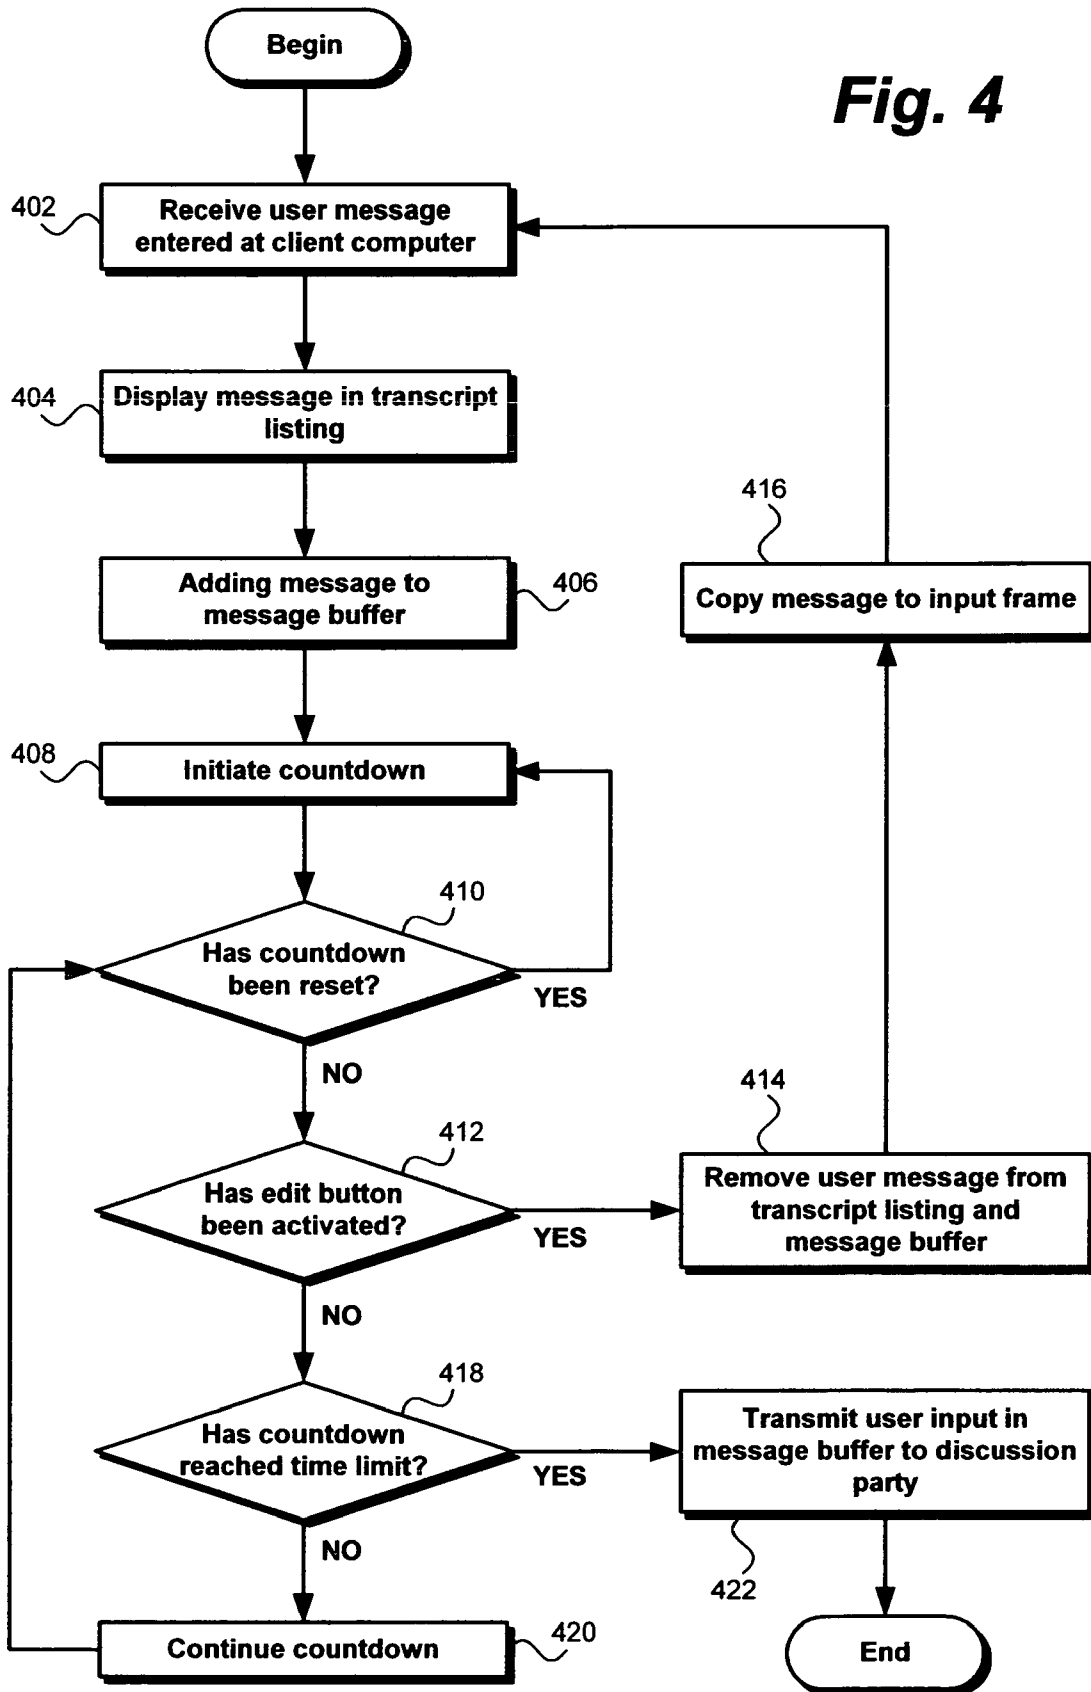 Begin
Fig. 4
402
Receive user message
entered at client computer
404
Display message in transcript
listing
416
Adding message to
message buffer
406
Copy message to input frame
408
Initiate countdown
410
Has countdown
been reset?
YES
NO
412
414
Has edit button
been activated?
YES
Remove user message from
transcript listing and
message buffer
NO
418
Has countdown
reached time limit?
YES
Transmit user input in
message buffer to discussion
party
NO
422
Continue countdown
420
End